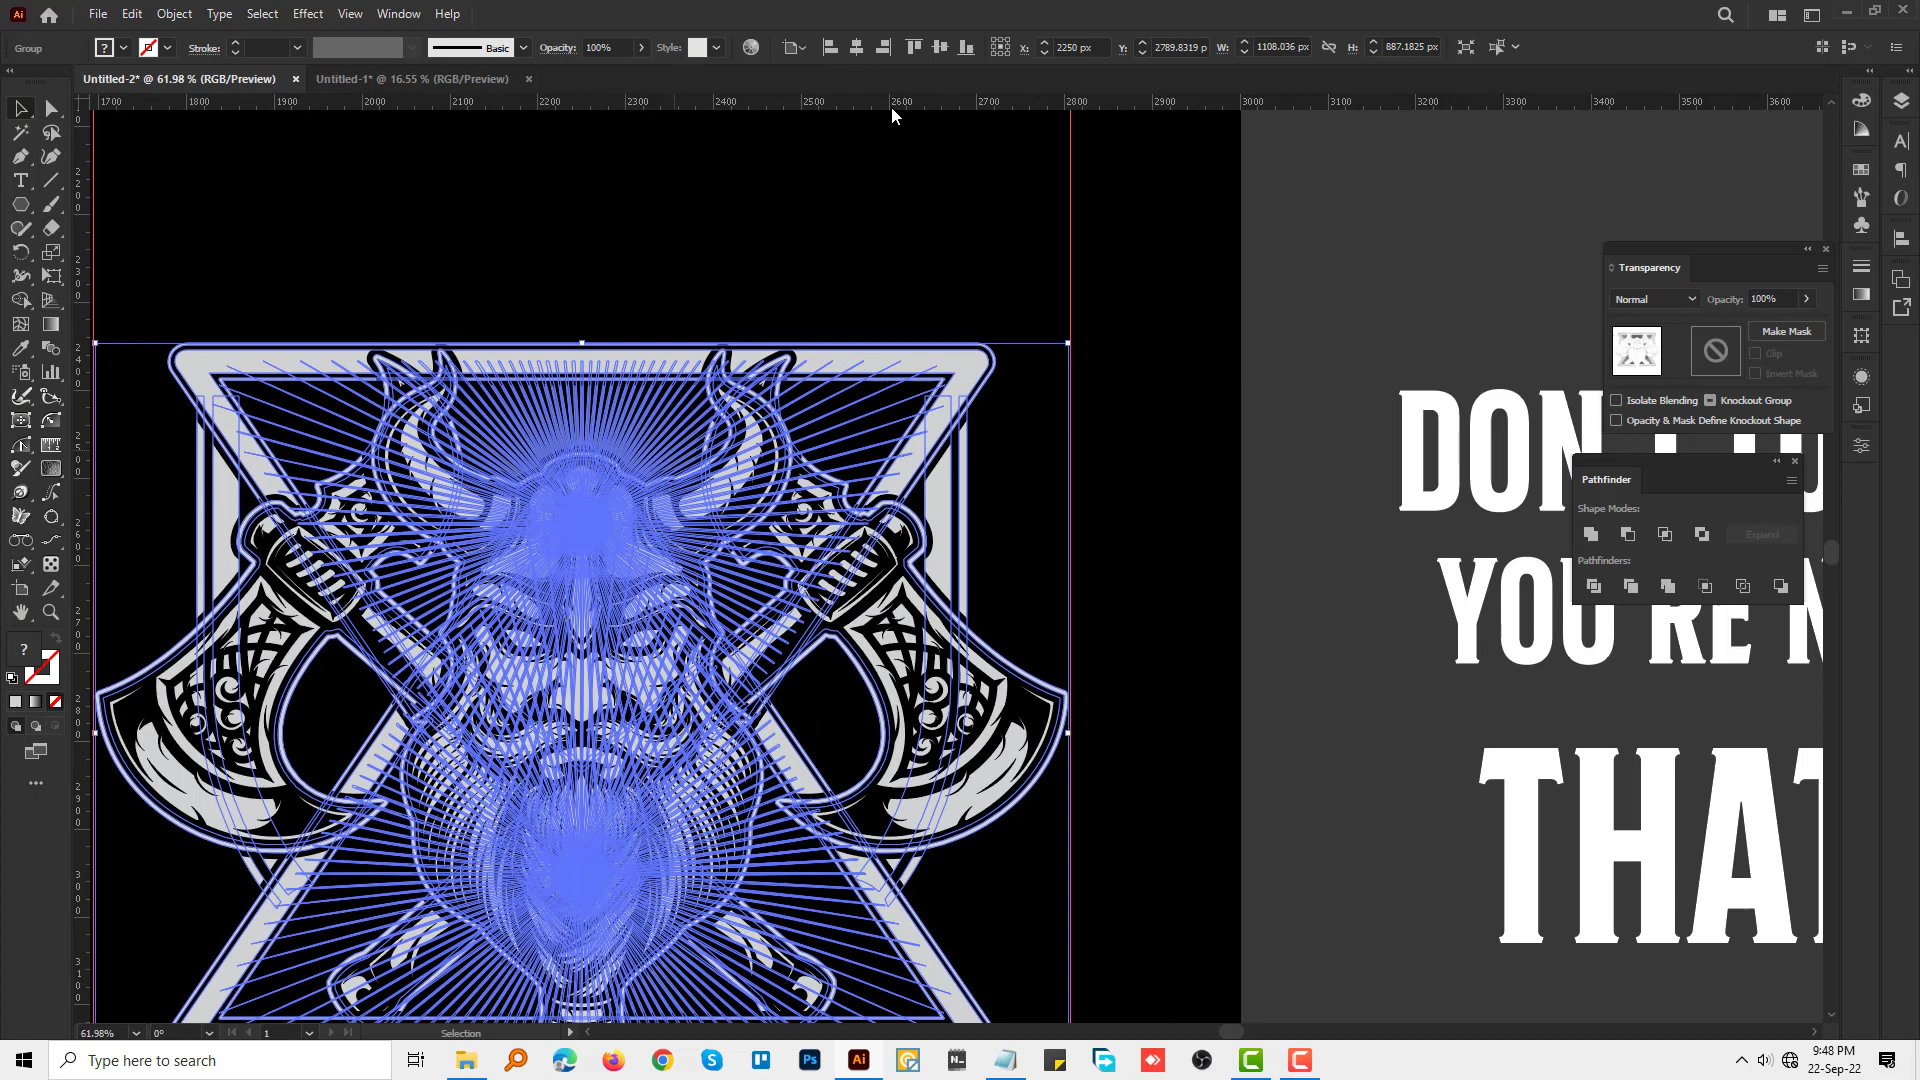 Ai File Edit Object Type Select Effect View Window Help
Group ? Stroke: Basic Opacity: 100% Style: X: 2250 px Y: 2789.8319 p W: 1108.036 px H: 887.1825 px
Untitled-2* @ 61.98 % (RGB/Preview) × Untitled-1* @ 16.55 % (RGB/Preview) ×
1700 1800 1900 2000 2100 2200 2300 2400 2500 2600 2700 2800 2900 3000 3100 3200 3300 3400 3500 3600
Transparency
Normal Opacity: 100%
Make Mask
Clip
Invert Mask
Isolate Blending Knockout Group
Opacity & Mask Define Knockout Shape
DON
Pathfinder
Shape Modes:
Expand
Pathfinders:
YOU'RE N
THAT
?
61.98% 0° 1 Selection
Type here to search
Ps Ai
9:48 PM
22-Sep-22